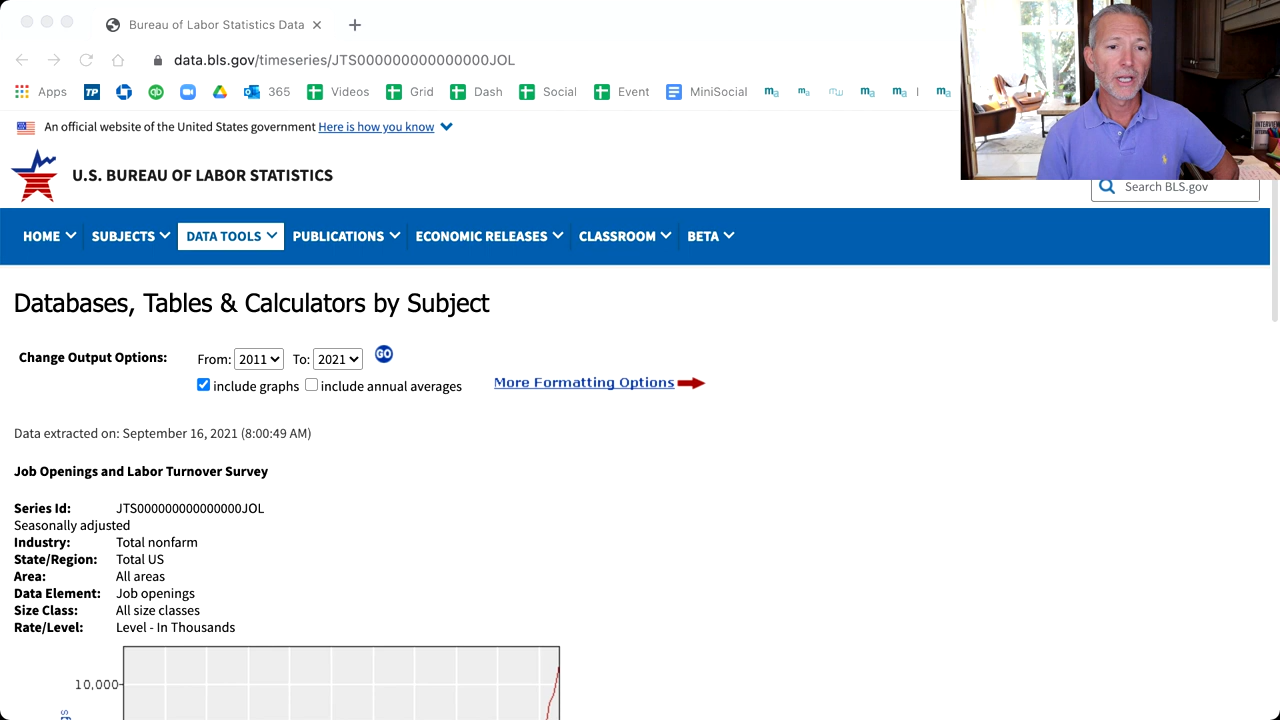 Bureau of Labor Statistics Data
data.bls.gov/timeseries/JTS000000000000000JOL
Apps TP 365 Videos Grid Dash Social Event MiniSocial
An official website of the United States government Here is how you know
U.S. BUREAU OF LABOR STATISTICS
Search BLS.gov
HOME SUBJECTS DATA TOOLS PUBLICATIONS ECONOMIC RELEASES CLASSROOM BETA
Databases, Tables & Calculators by Subject
Change Output Options: From: 2011 To: 2021 GO
include graphs include annual averages More Formatting Options
Data extracted on: September 16, 2021 (8:00:49 AM)
Job Openings and Labor Turnover Survey
Series Id: JTS000000000000000JOL
Seasonally adjusted
Industry: Total nonfarm
State/Region: Total US
Area: All areas
Data Element: Job openings
Size Class: All size classes
Rate/Level: Level - In Thousands
10,000